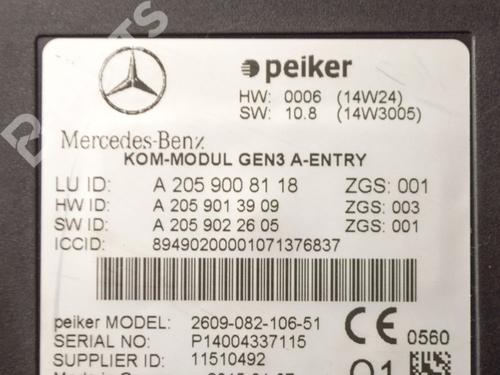 peiker
HW: 0006 (14W24)
SW: 10.8 (14W3005)
Mercedes-Benz
KOM-MODUL GEN3 A-ENTRY
LU ID: A 205 900 81 18 ZGS: 001
HW ID: A 205 901 39 09 ZGS: 003
SW ID: A 205 902 26 05 ZGS: 001
ICCID: 89490200001071376837
peiker MODEL: 2609-082-106-51
CE 0560
SERIAL NO: P14004337115
SUPPLIER ID: 11510492